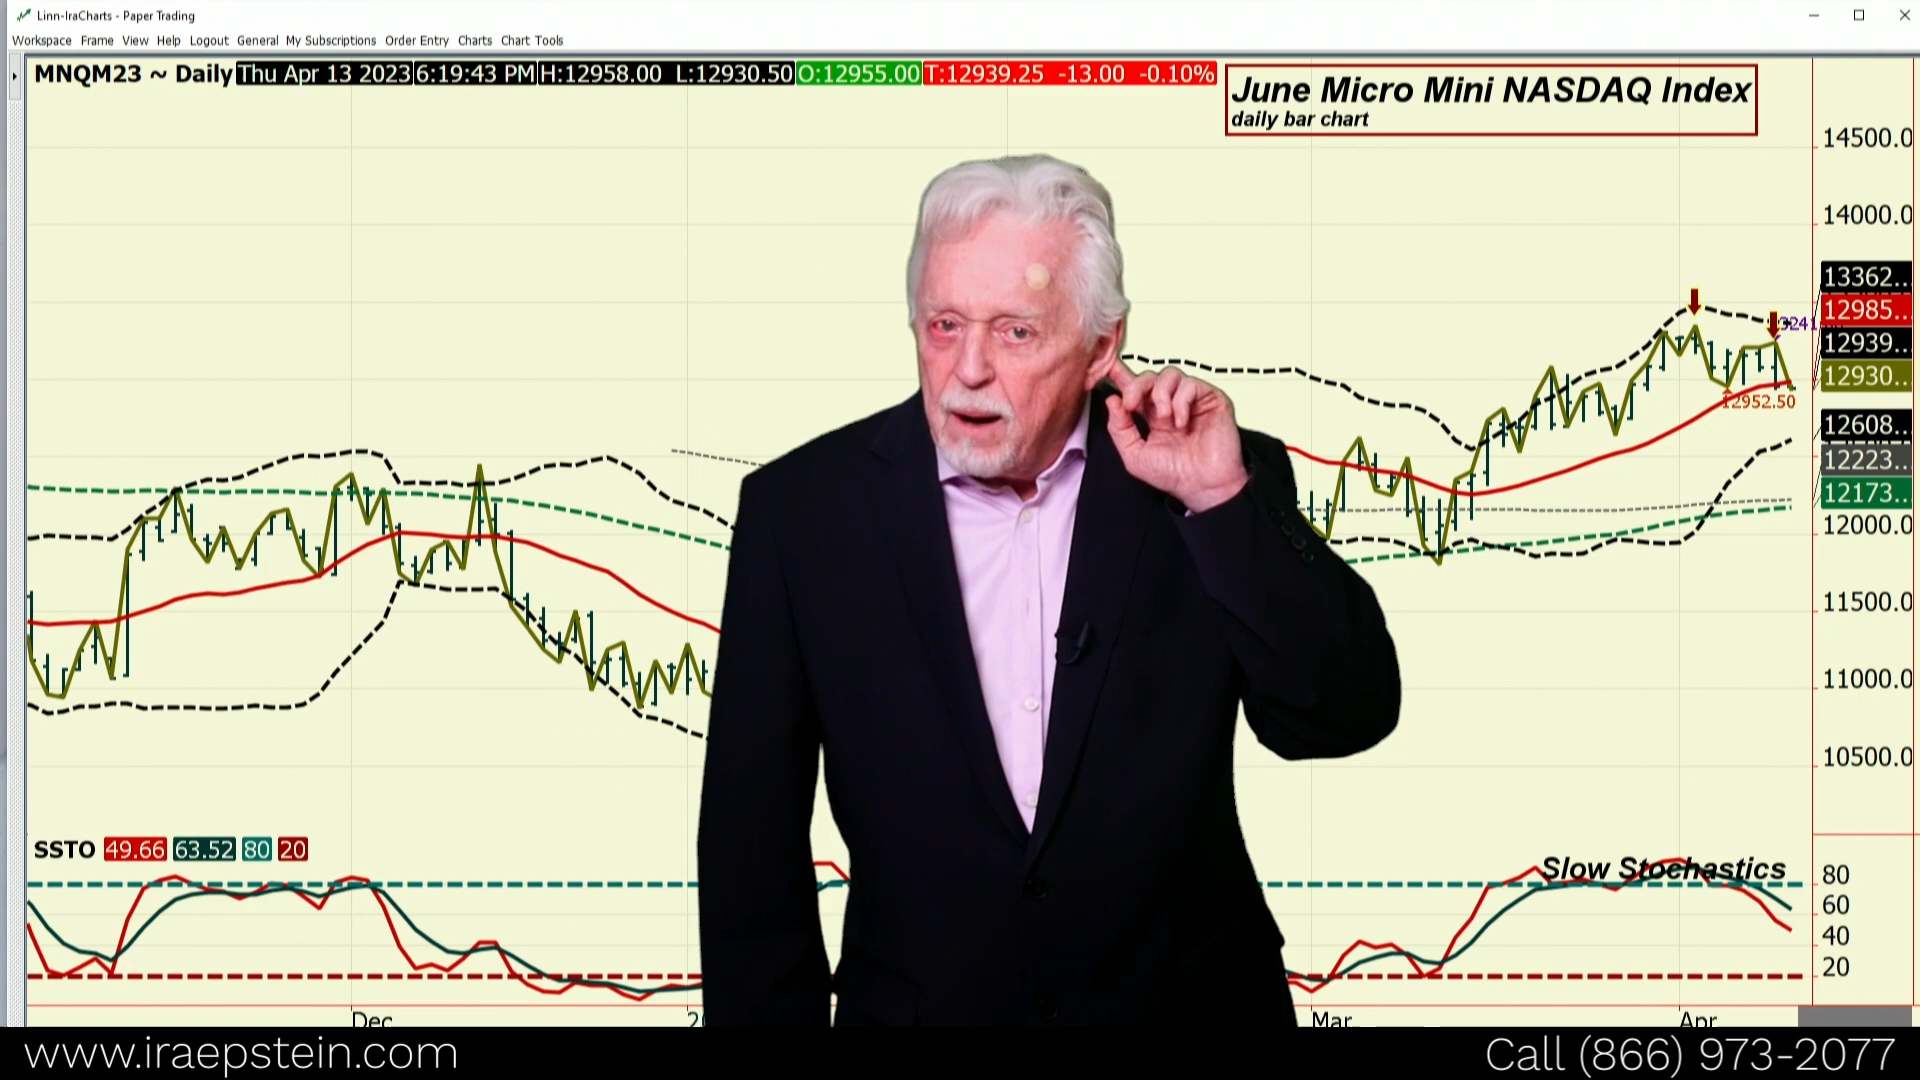 Linn-IraCharts - Paper Trading
Workspace Frame View Help Logout General My Subscriptions Order Entry Charts Chart Tools
MNQM23 ~ Daily Thu Apr 13 2023 6:19:43 PM H:12958.00 L:12930.50 O:12955.00 T:12939.25 -13.00 -0.10%
June Micro Mini NASDAQ Index
daily bar chart
14500.0
14000.0
13362..
12985..
3241
12939..
12930..
12952.50
12608..
12223..
12173..
12000.0
11500.0
11000.0
10500.0
SSTO 49.66 63.52 80 20
Slow Stochastics
80
60
40
20
Dec Mar Apr
www.iraepstein.com Call (866) 973-2077